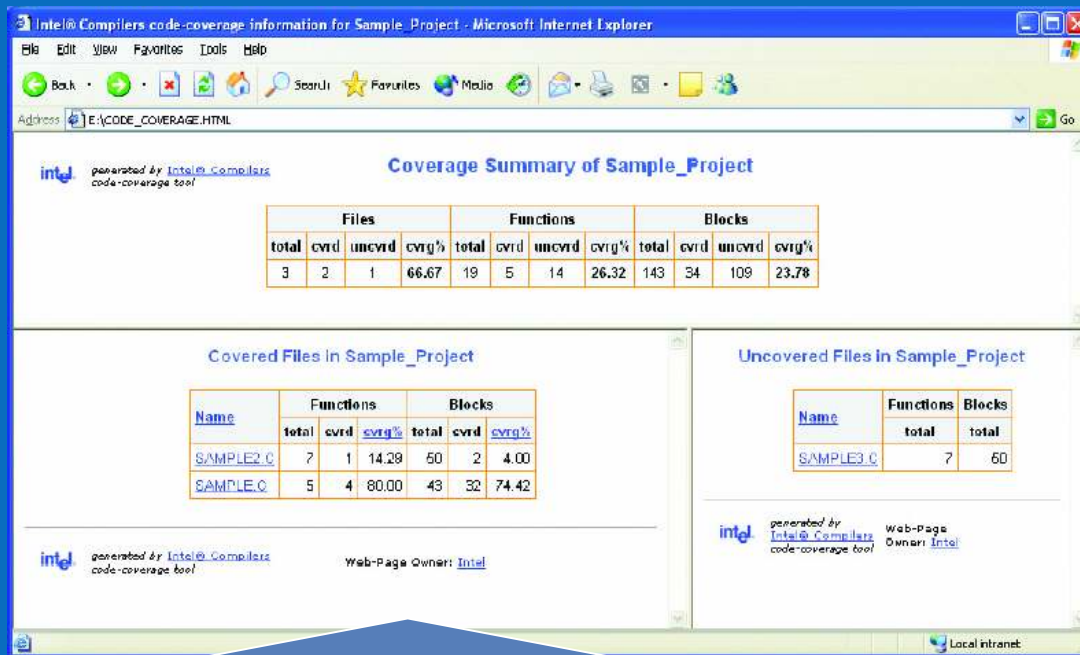 Intel® Compilers code-coverage information for Sample_Project - Microsoft Internet Explorer
File Edit View Favorites Tools Help
Back Search Favorites Media
Address E:\CODE_COVERAGE.HTML Go
intel generated by Intel® Compilers
code-coverage tool
Coverage Summary of Sample_Project
Files Functions Blocks
total cvrd uncvrd cvrg% total cvrd uncvrd cvrg% total cvrd uncvrd cvrg%
3 2 1 66.67 19 5 14 26.32 143 34 109 23.78
Covered Files in Sample_Project
Name Functions Blocks
total cvrd cvrg% total cvrd cvrg%
SAMPLE2.C 7 1 14.29 50 2 4.00
SAMPLE.C 5 4 80.00 43 32 74.42
intel generated by Intel® Compilers
code-coverage tool
Web-Page Owner: Intel
Uncovered Files in Sample_Project
Name Functions Blocks
total total
SAMPLE3.C 7 50
intel generated by
Intel® Compilers
code-coverage tool
Web-Page
Owner: Intel
Local intranet